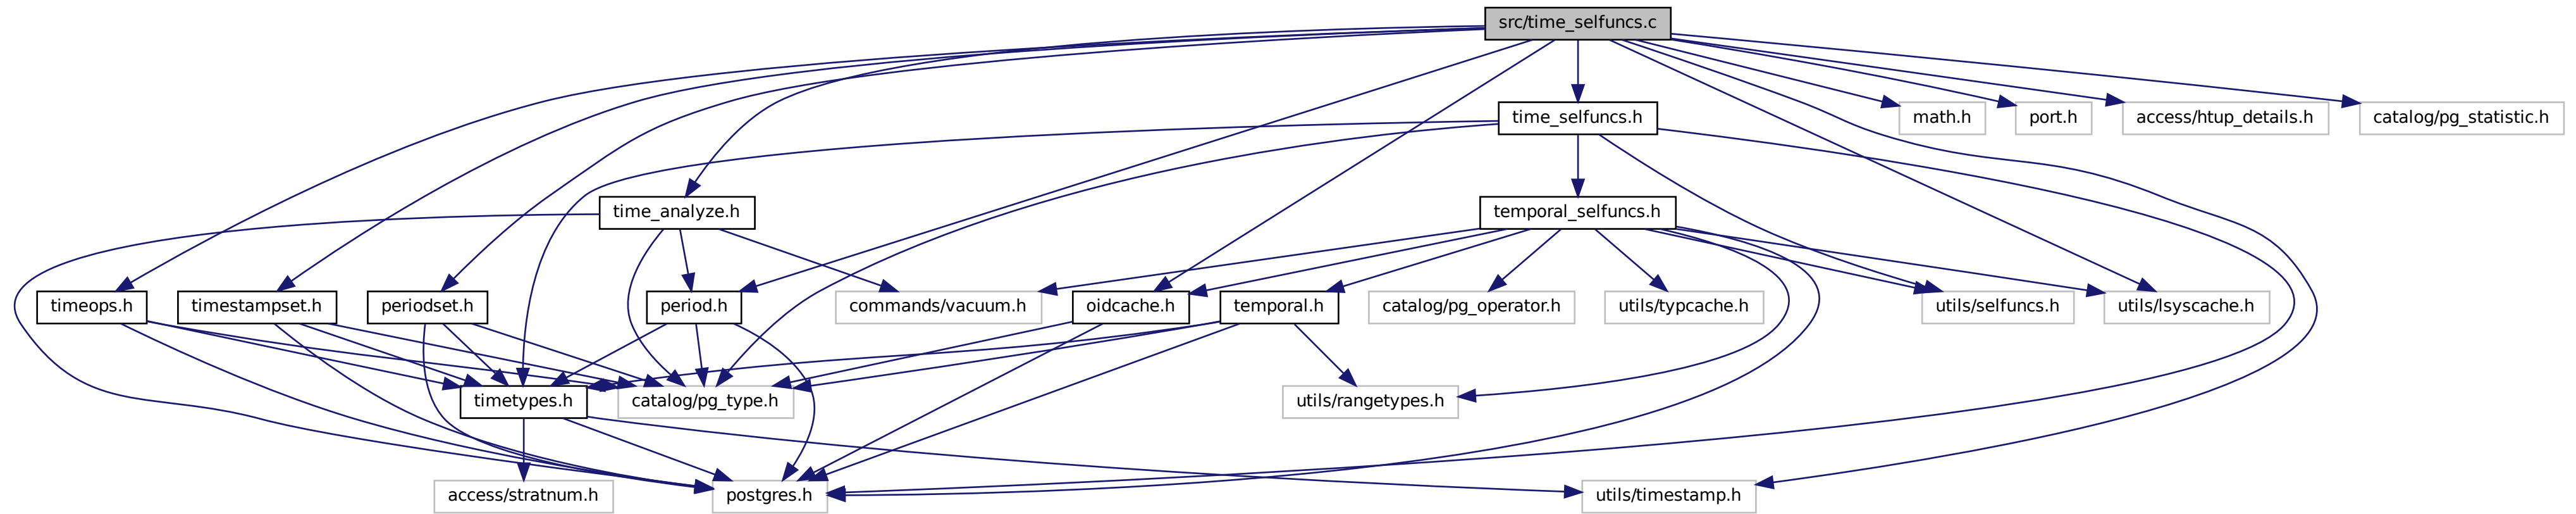 src/time_selfuncs.c
time_selfuncs.h
math.h
port.h
access/htup_details.h
catalog/pg_statistic.h
time_analyze.h
temporal_selfuncs.h
timeops.h
timestampset.h
periodset.h
period.h
commands/vacuum.h
oidcache.h
temporal.h
catalog/pg_operator.h
utils/typcache.h
utils/selfuncs.h
utils/lsyscache.h
timetypes.h
catalog/pg_type.h
utils/rangetypes.h
access/stratnum.h
postgres.h
utils/timestamp.h